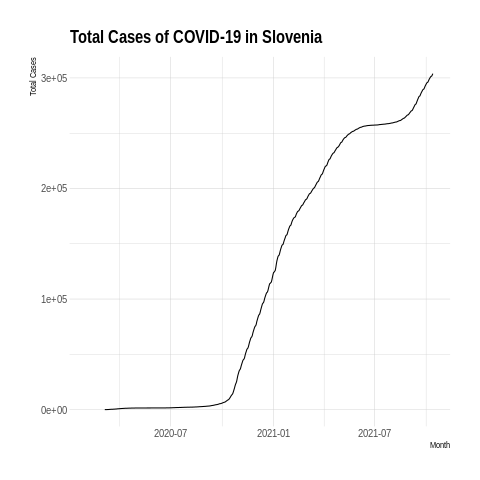 Total Cases of COVID-19 in Slovenia
Total Cases
3e+05
2e+05
1e+05
0e+00
2020-07 2021-01 2021-07
Month